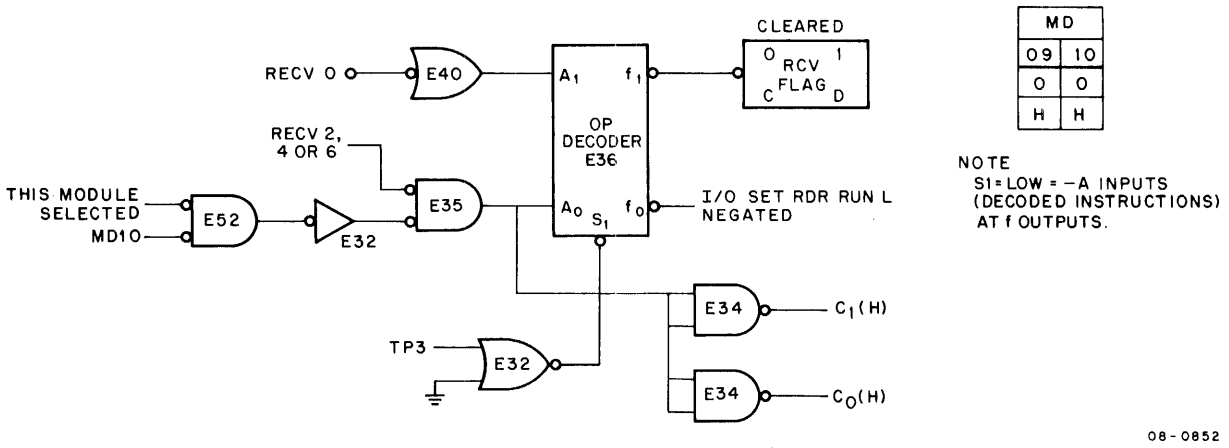 CLEARED
0 1
RCV
FLAG
C D
MD
09 10
0 0
H H
RECV 0
E40
A1 f1
OP
DECODER
E36
RECV 2,
4 OR 6
THIS MODULE
SELECTED
MD10
E52
E32
E35
A0 f0
S1
I/O SET RDR RUN L
NEGATED
NOTE
S1=LOW = -A INPUTS
(DECODED INSTRUCTIONS)
AT f OUTPUTS.
E34
C1(H)
TP3
E32
E34
C0(H)
08-0852